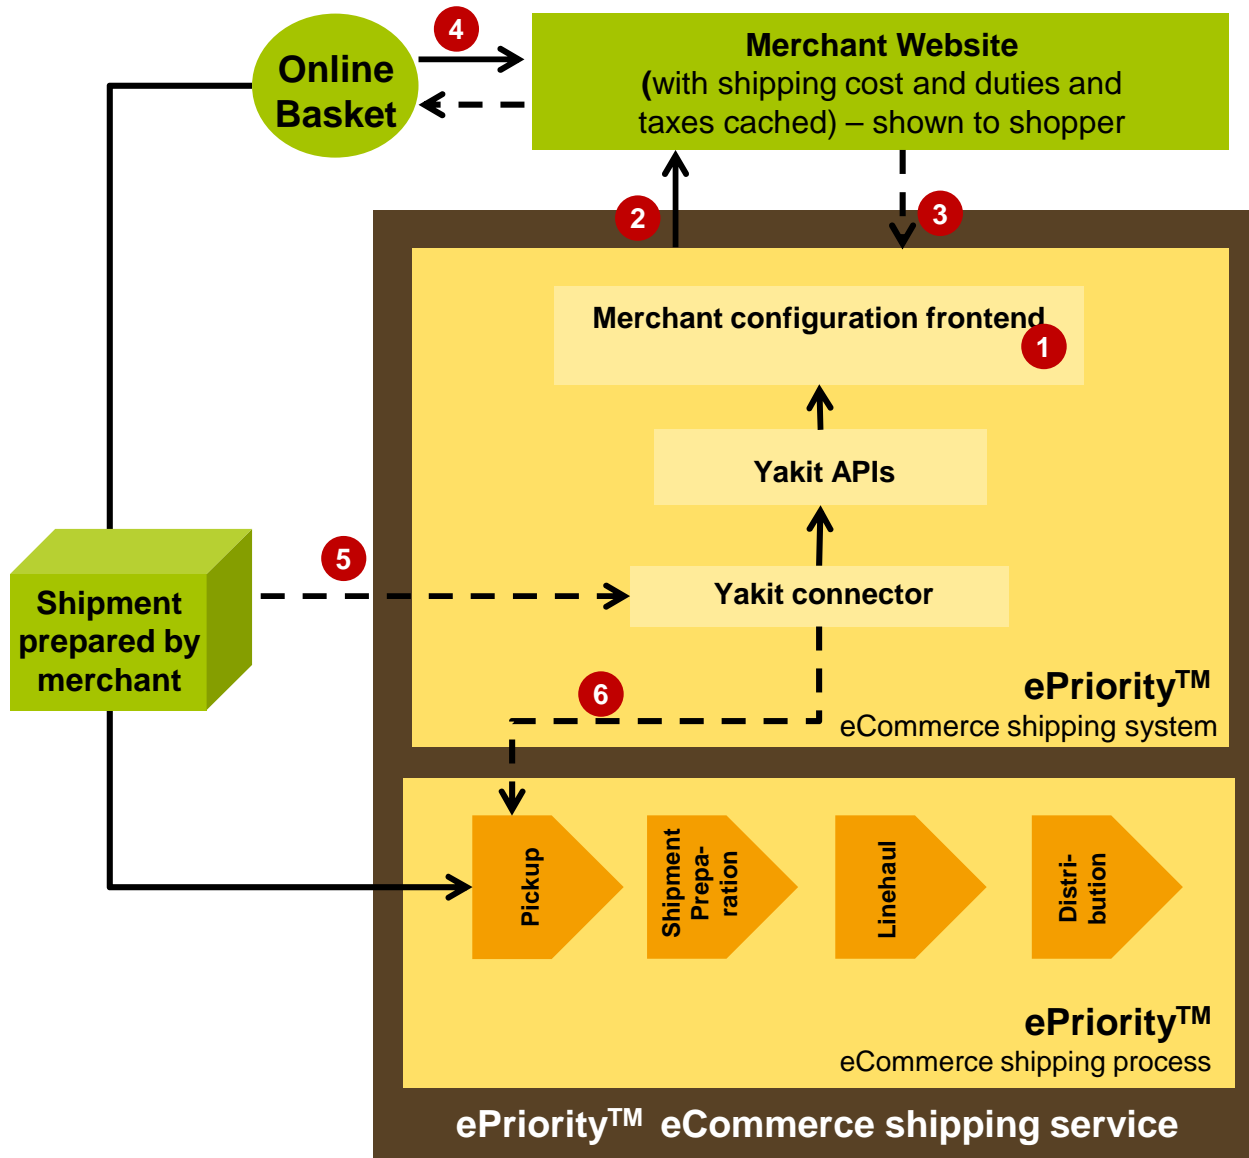 4
Online
Basket
Merchant Website
(with shipping cost and duties and
taxes cached) – shown to shopper
2
3
Merchant configuration frontend
1
Yakit APIs
5
Yakit connector
Shipment
prepared by
merchant
6
ePriority™
eCommerce shipping system
Pickup
Shipment
Prepa-
ration
Linehaul
Distri-
bution
ePriority™
eCommerce shipping process
ePriority™ eCommerce shipping service